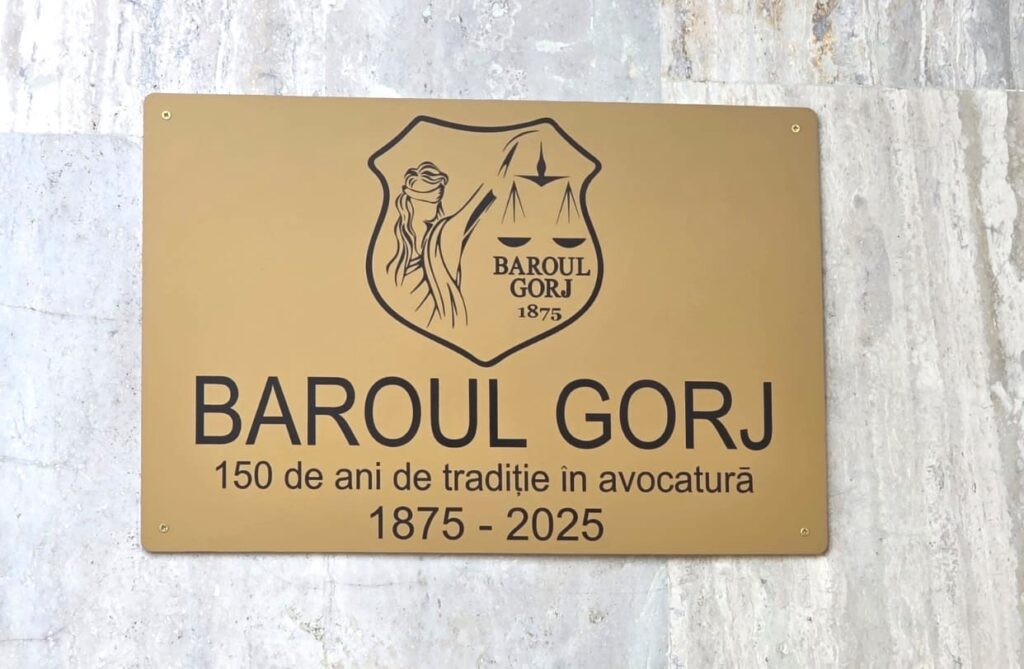 BAROUL
GORJ
1875
BAROUL GORJ
150 de ani de tradiție în avocatură
1875 - 2025